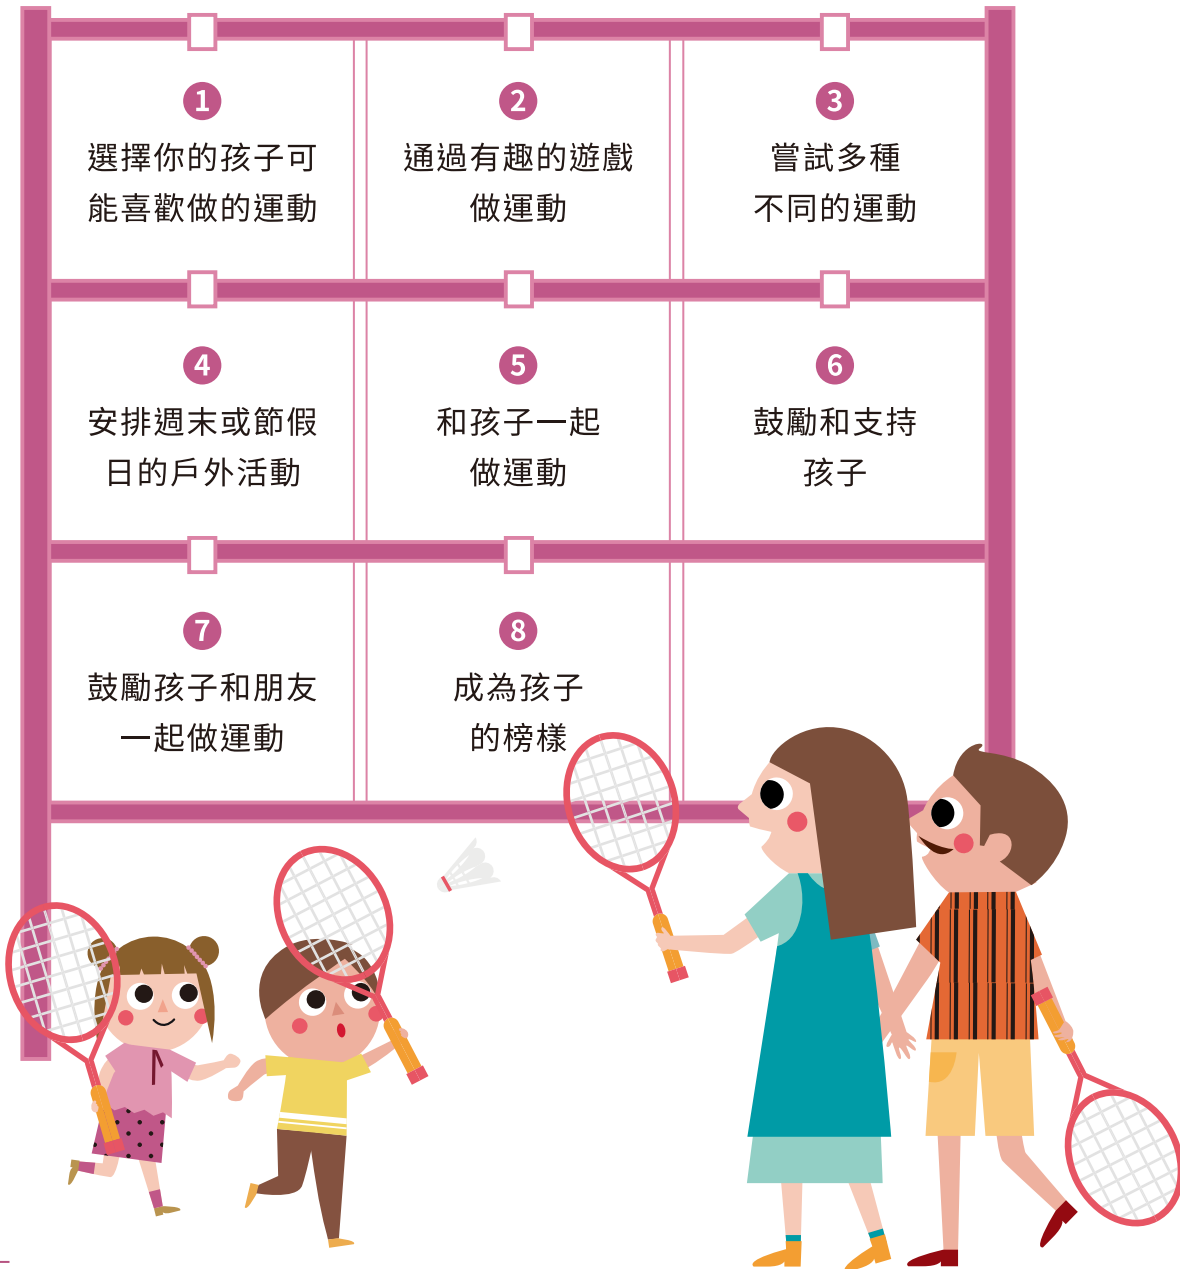 1
選擇你的孩子可
能喜歡做的運動
2
通過有趣的遊戲
做運動
3
嘗試多種
不同的運動
4
安排週末或節假
日的戶外活動
5
和孩子一起
做運動
6
鼓勵和支持
孩子
7
鼓勵孩子和朋友
一起做運動
8
成為孩子
的榜樣